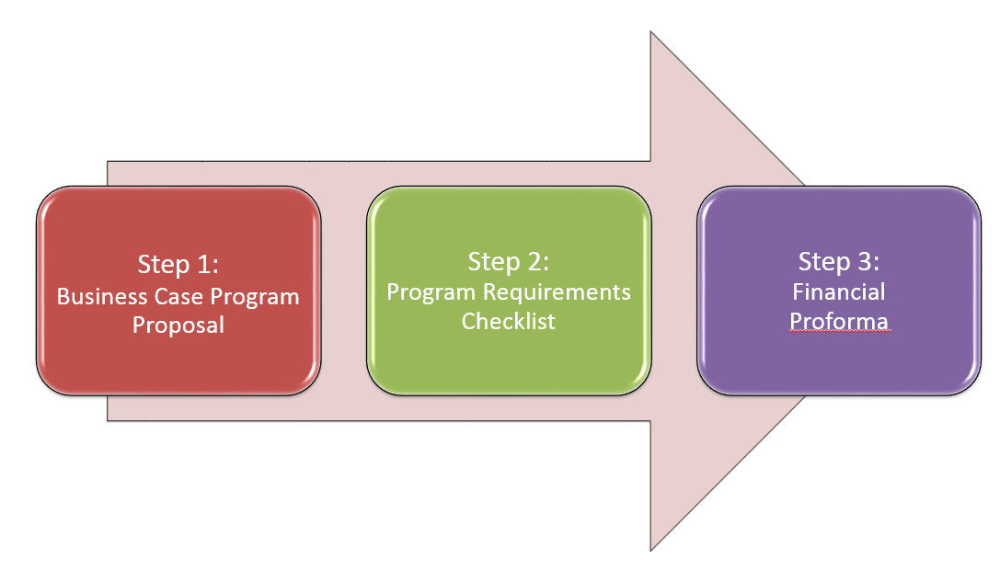 Step 1:
Business Case Program
Proposal
Step 2:
Program Requirements
Checklist
Step 3:
Financial
Proforma